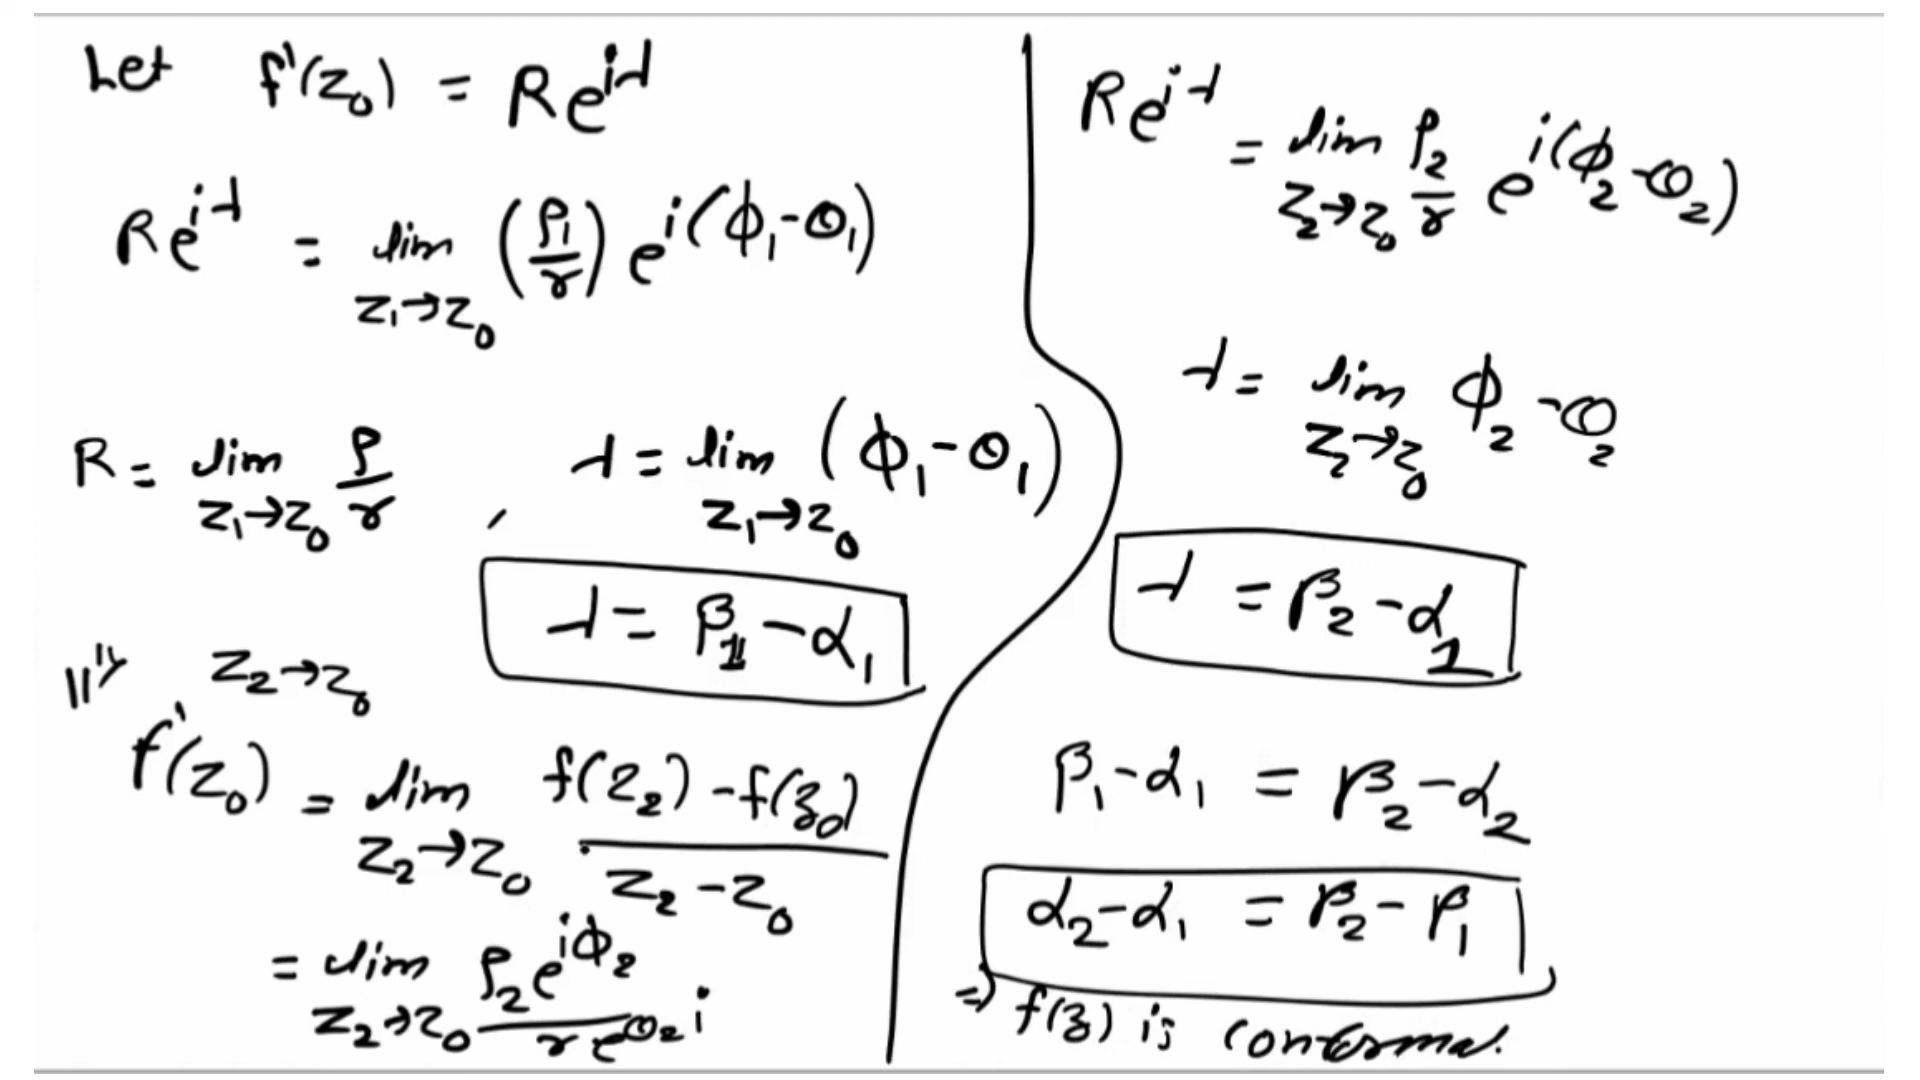 Let f'(z₀) = Re^{iλ}
Re^{iλ} = lim_{z₁→z₀} (ρ₁/r) e^{i(ϕ₁-θ₁)}
R = lim_{z₁→z₀} ρ/r , λ = lim_{z₁→z₀} (ϕ₁-θ₁)
λ = β₁ - α₁
|||ly z₂→z₀
f'(z₀) = lim_{z₂→z₀} (f(z₂) - f(z₀))/(z₂ - z₀)
= lim_{z₂→z₀} ρ₂e^{iϕ₂}/re^{θ₂i}
Re^{iλ} = lim_{z₂→z₀} ρ₂/r e^{i(ϕ₂-θ₂)}
λ = lim_{z₂→z₀} ϕ₂ - θ₂
λ = β₂ - α₁
β₁ - α₁ = β₂ - α₂
α₂ - α₁ = β₂ - β₁
⇒ f(z) is conformal.